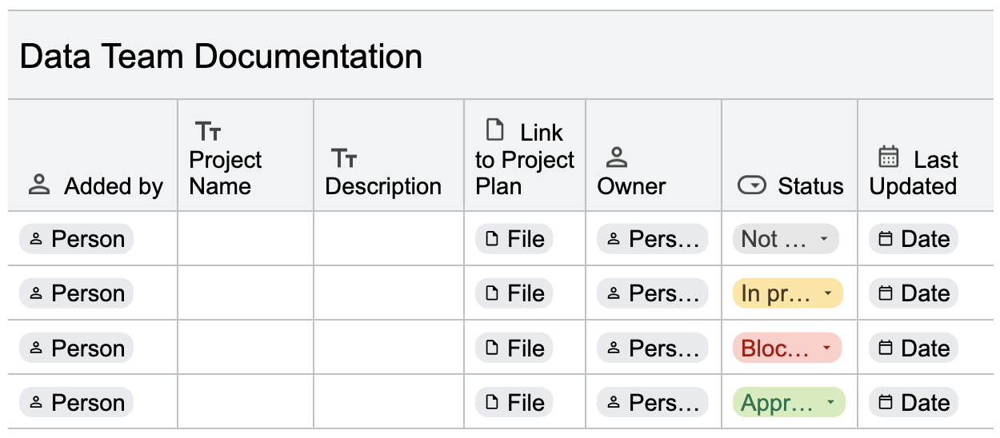 Data Team Documentation
Added by
Project
Name
Description
Link
to Project
Plan
Owner
Status
Last
Updated
Person File Pers... Not ... Date
Person File Pers... In pr... Date
Person File Pers... Bloc... Date
Person File Pers... Appr... Date